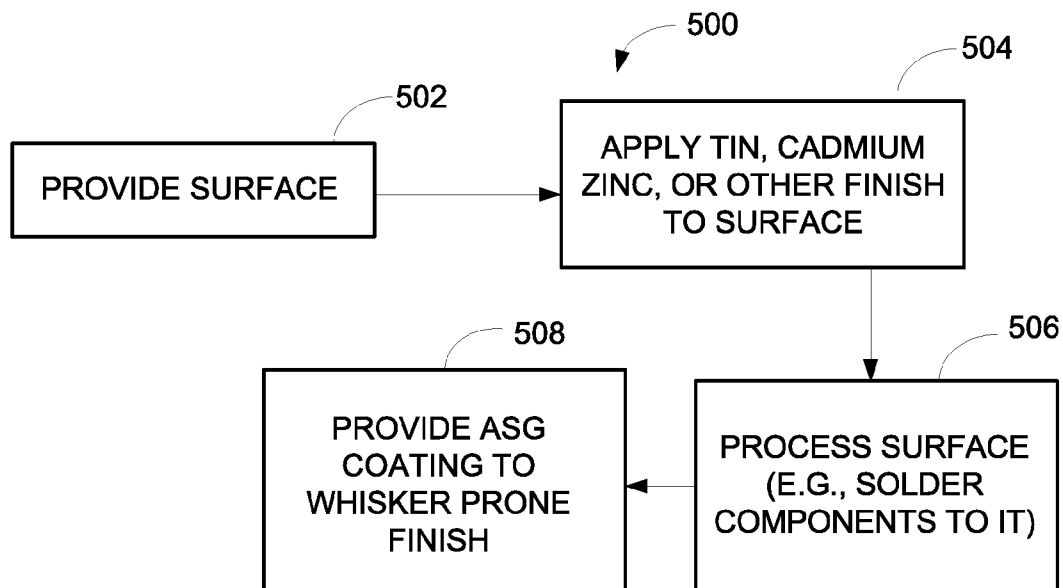 500
502
PROVIDE SURFACE
504
APPLY TIN, CADMIUM
ZINC, OR OTHER FINISH
TO SURFACE
506
PROCESS SURFACE
(E.G., SOLDER
COMPONENTS TO IT)
508
PROVIDE ASG
COATING TO
WHISKER PRONE
FINISH